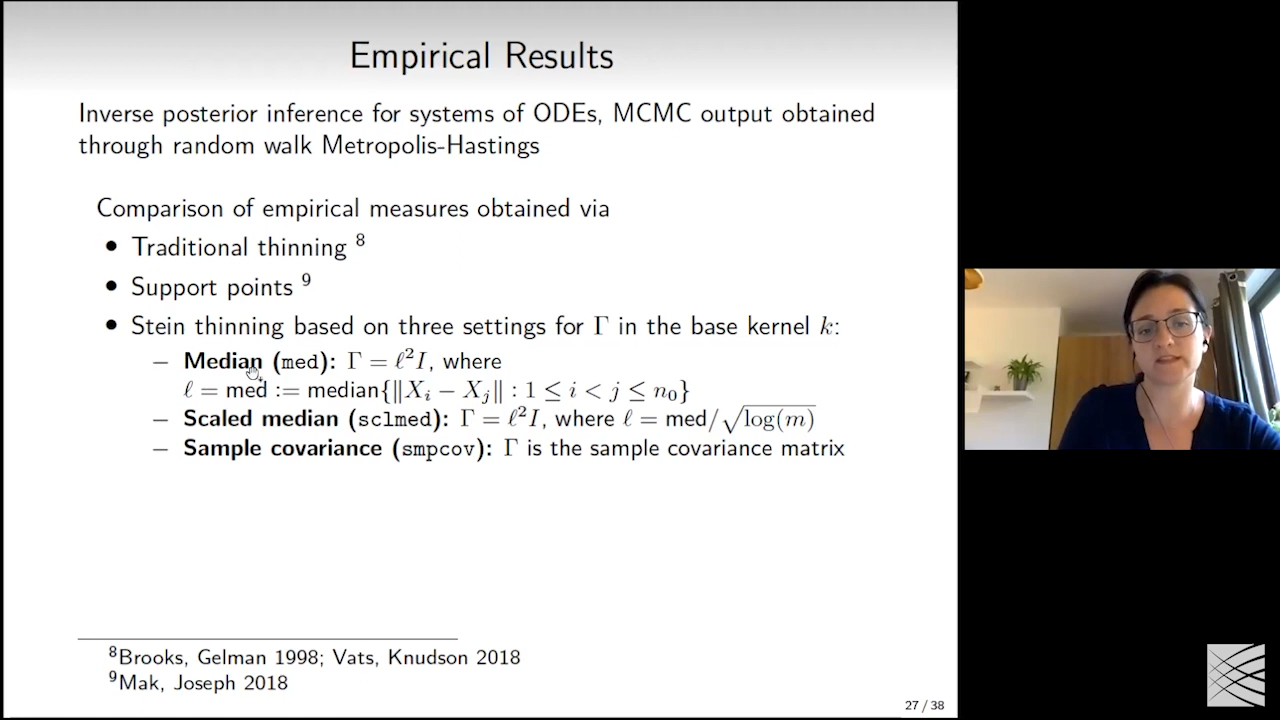 Empirical Results
Inverse posterior inference for systems of ODEs, MCMC output obtained
through random walk Metropolis-Hastings
Comparison of empirical measures obtained via
• Traditional thinning ⁸
• Support points ⁹
• Stein thinning based on three settings for Γ in the base kernel k:
– Median (med): Γ = ℓ²I, where
ℓ = med := median{‖Xᵢ − Xⱼ‖ : 1 ≤ i < j ≤ n₀}
– Scaled median (sclmed): Γ = ℓ²I, where ℓ = med/√log(m)
– Sample covariance (smpcov): Γ is the sample covariance matrix
⁸Brooks, Gelman 1998; Vats, Knudson 2018
⁹Mak, Joseph 2018
27 / 38